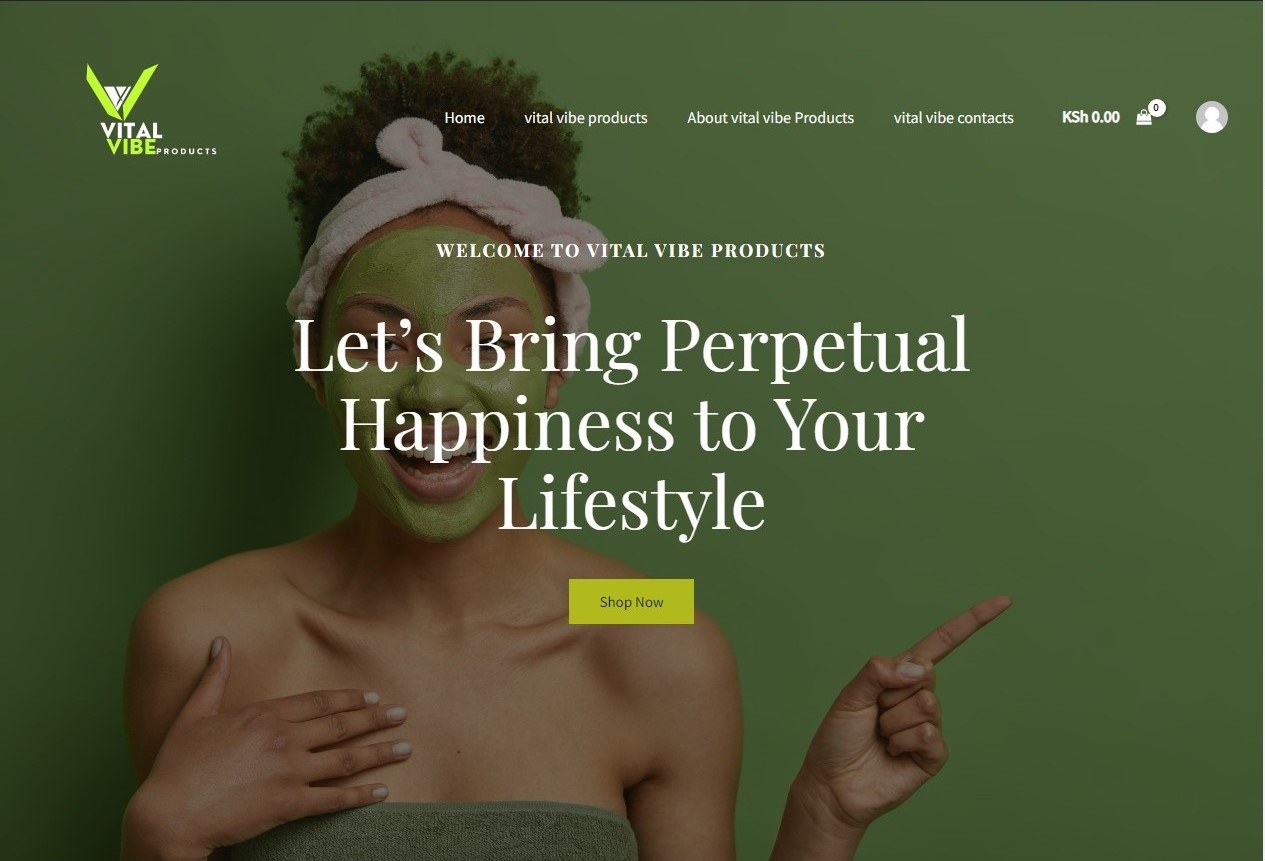 VITAL
VIBE PRODUCTS
Home vital vibe products About vital vibe Products vital vibe contacts KSh 0.00 0
WELCOME TO VITAL VIBE PRODUCTS
Let’s Bring Perpetual
Happiness to Your
Lifestyle
Shop Now